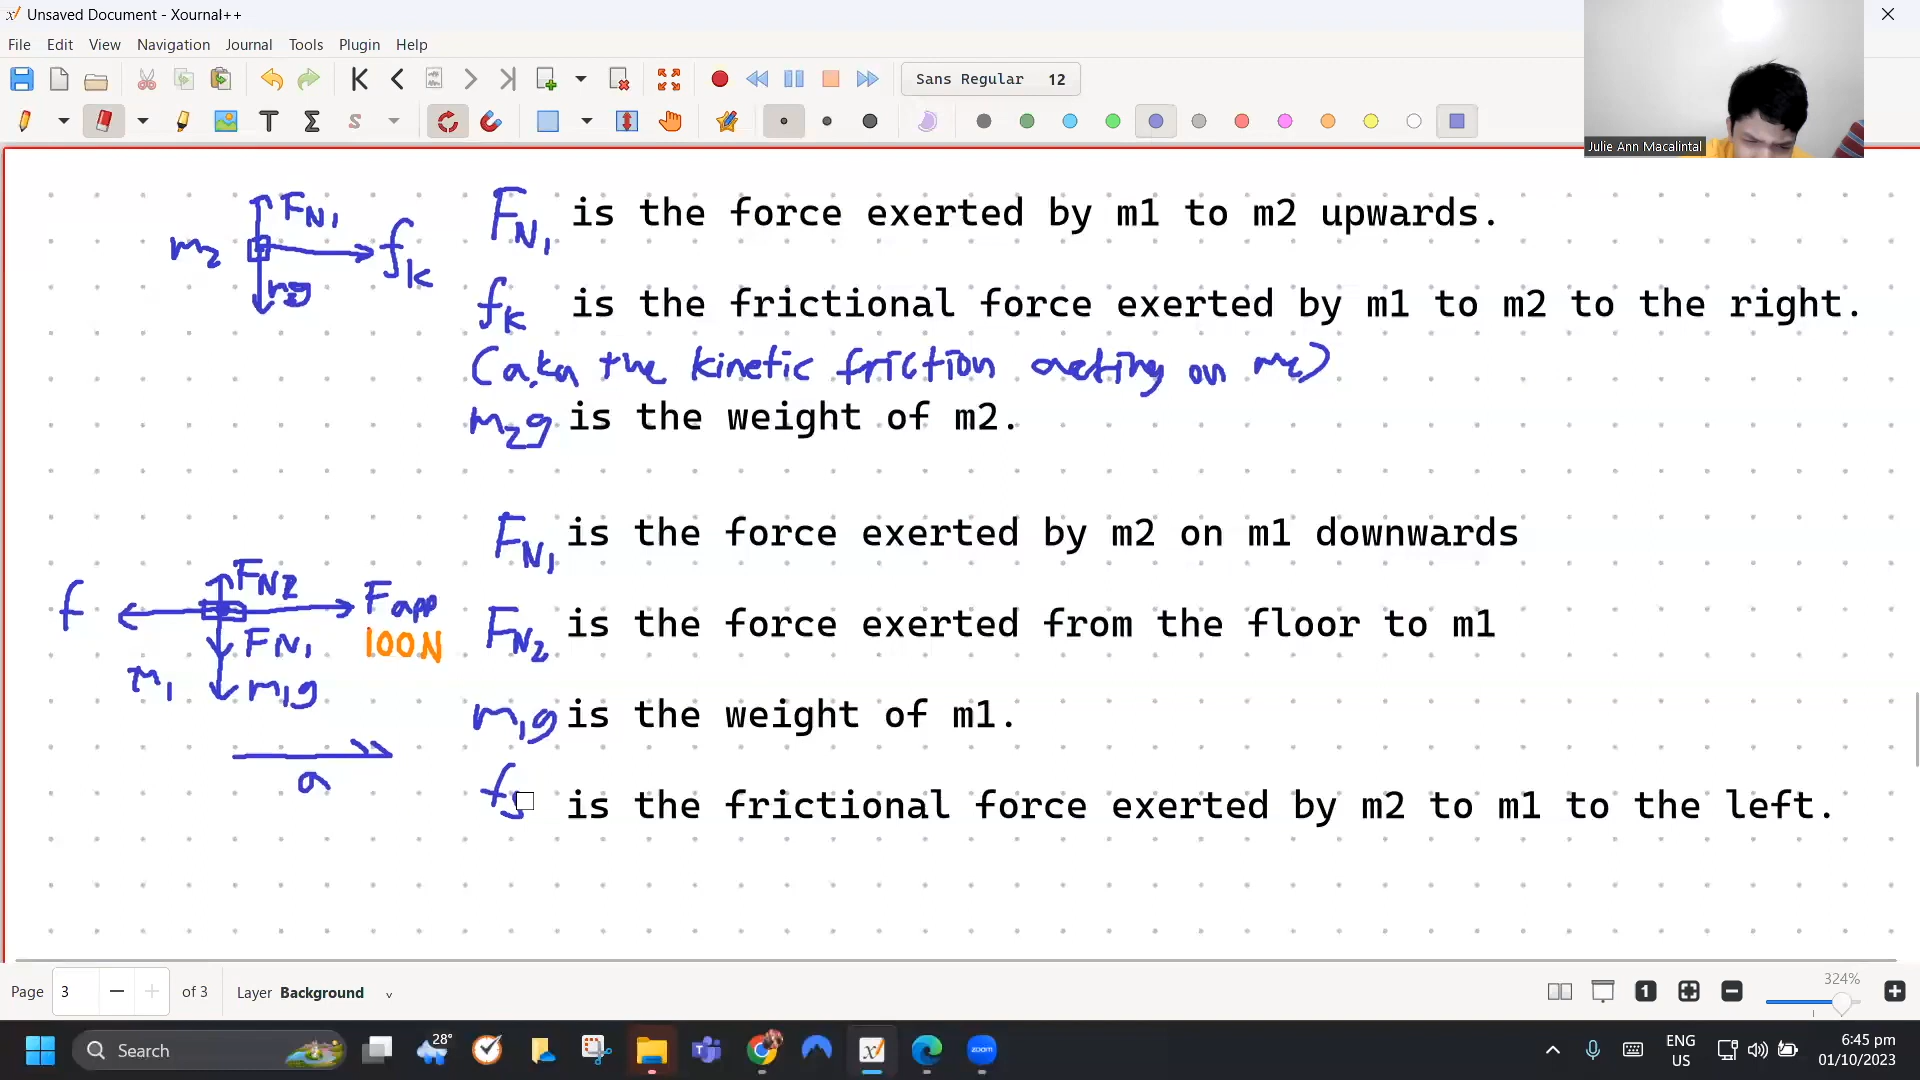 Unsaved Document - Xournal++
File Edit View Navigation Journal Tools Plugin Help
Sans Regular 12
Julie Ann Macalintal
FN1
m2 fk
m2g
FN1 is the force exerted by m1 to m2 upwards.
fk is the frictional force exerted by m1 to m2 to the right.
(a.k.a the kinetic friction acting on m2)
m2g is the weight of m2.
FN1 is the force exerted by m2 on m1 downwards
f FN2 Fapp
FN1 100N
m1 m1g
a
FN2 is the force exerted from the floor to m1
m1g is the weight of m1.
fs is the frictional force exerted by m2 to m1 to the left.
Page 3 of 3 Layer Background
324%
Search
28°
zoom
ENG
US
6:45 pm
01/10/2023